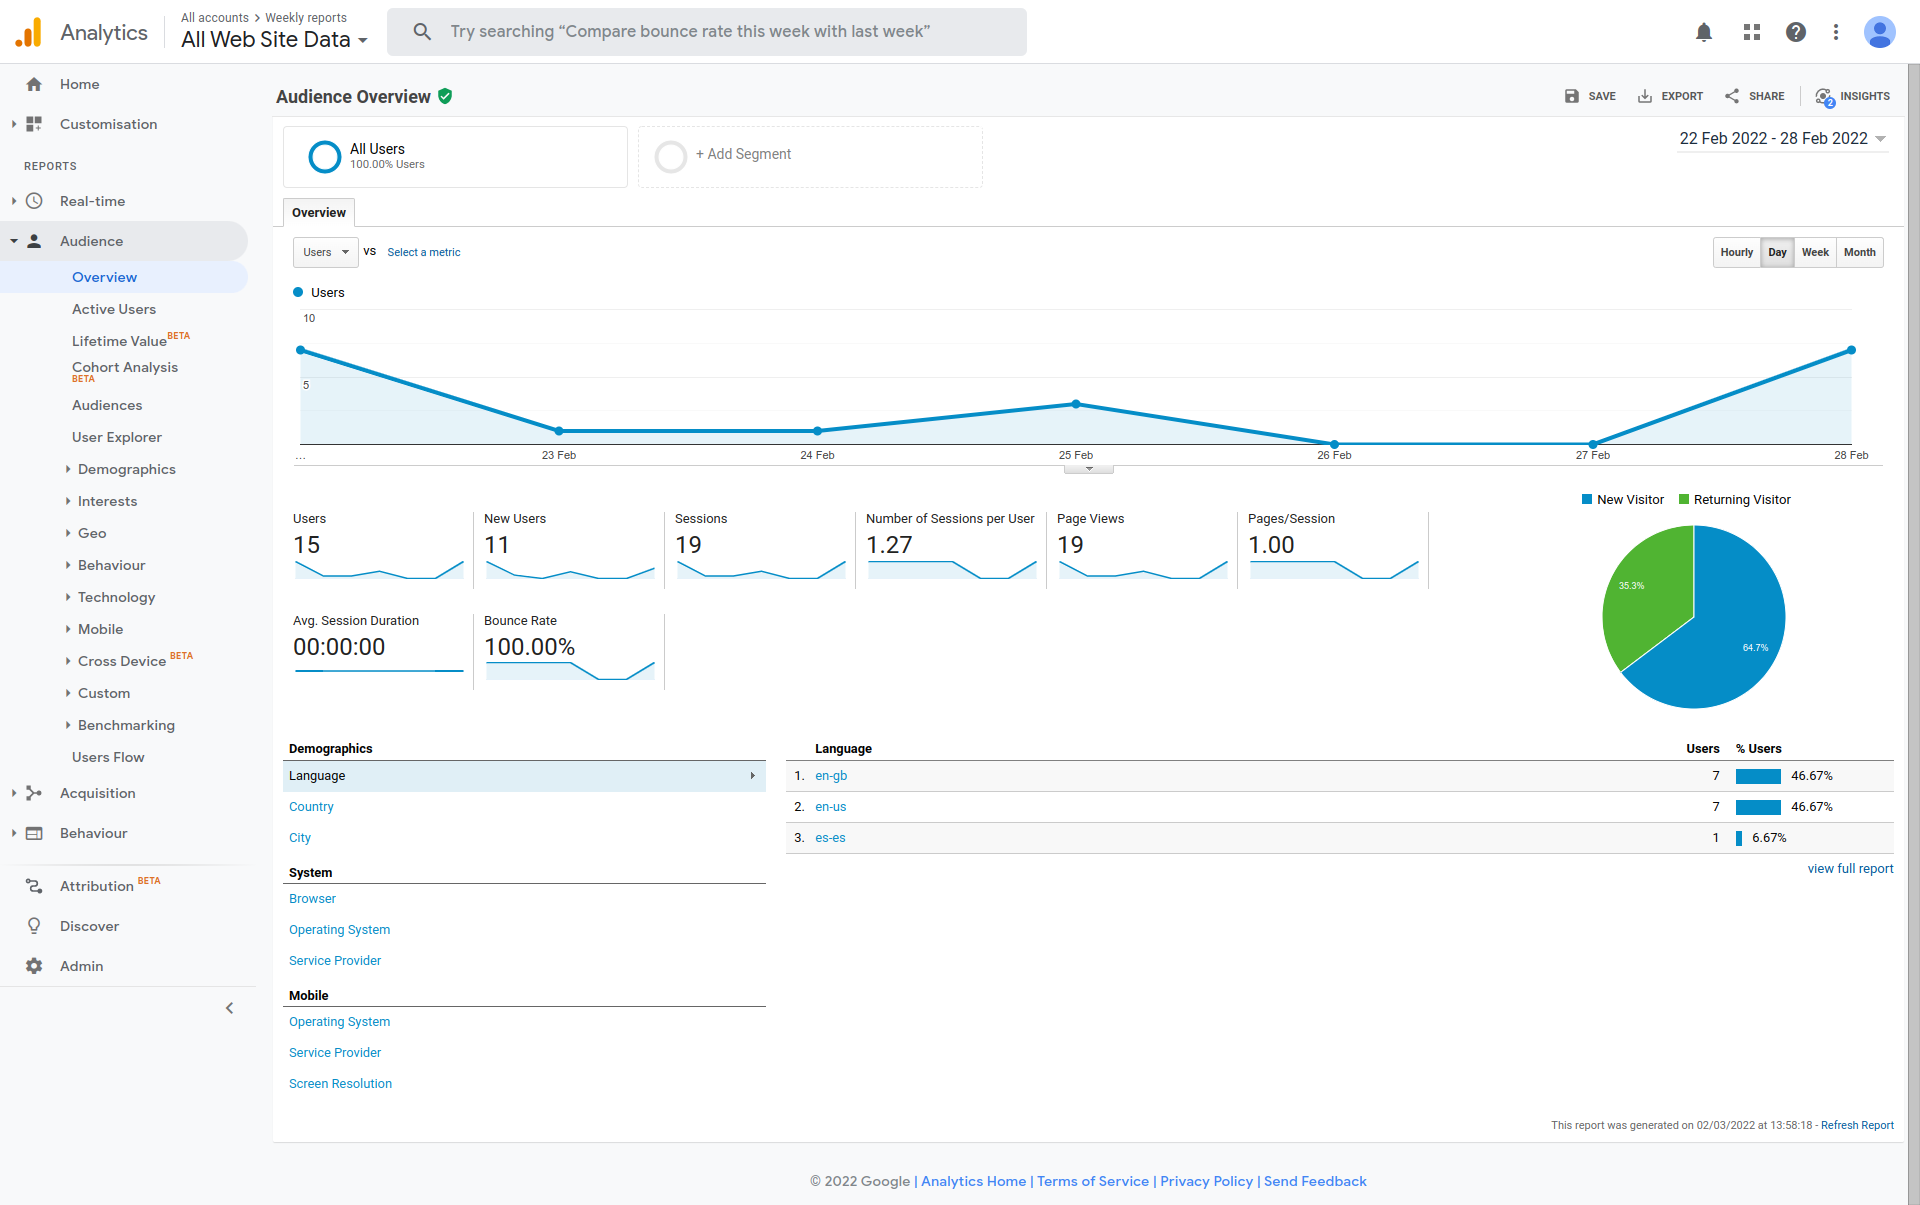 Analytics
All accounts > Weekly reports
All Web Site Data
Try searching “Compare bounce rate this week with last week”
Home
Customisation
REPORTS
Real-time
Audience
Overview
Active Users
Lifetime Value BETA
Cohort Analysis
BETA
Audiences
User Explorer
Demographics
Interests
Geo
Behaviour
Technology
Mobile
Cross Device BETA
Custom
Benchmarking
Users Flow
Acquisition
Behaviour
Attribution BETA
Discover
Admin
Audience Overview
SAVE
EXPORT
SHARE
2
INSIGHTS
All Users
100.00% Users
+ Add Segment
22 Feb 2022 - 28 Feb 2022
Overview
Users
VS
Select a metric
Hourly
Day
Week
Month
Users
10
5
...
23 Feb
24 Feb
25 Feb
26 Feb
27 Feb
28 Feb
Users
15
New Users
11
Sessions
19
Number of Sessions per User
1.27
Page Views
19
Pages/Session
1.00
Avg. Session Duration
00:00:00
Bounce Rate
100.00%
New Visitor
Returning Visitor
35.3%
64.7%
Demographics
Language
Country
City
System
Browser
Operating System
Service Provider
Mobile
Operating System
Service Provider
Screen Resolution
Language Users % Users
1. en-gb 7 46.67%
2. en-us 7 46.67%
3. es-es 1 6.67%
view full report
This report was generated on 02/03/2022 at 13:58:18 - Refresh Report
© 2022 Google | Analytics Home | Terms of Service | Privacy Policy | Send Feedback